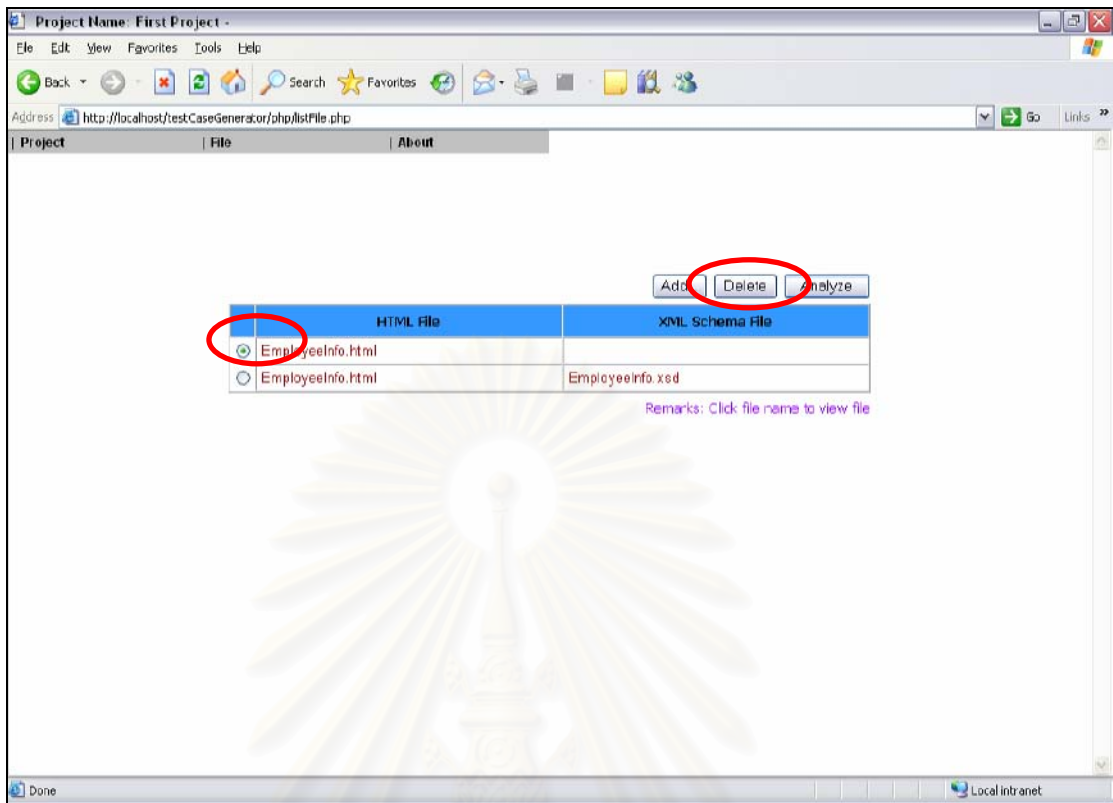 Project Name: First Project -
File Edit View Favorites Tools Help
Back Search Favorites
Address http://localhost/testCaseGenerator/php/listFile.php Go Links »
| Project | File | About
Add Delete Analyze
HTML File XML Schema File
EmployeeInfo.html
EmployeeInfo.html EmployeeInfo.xsd
Remarks: Click file name to view file
Done Local intranet